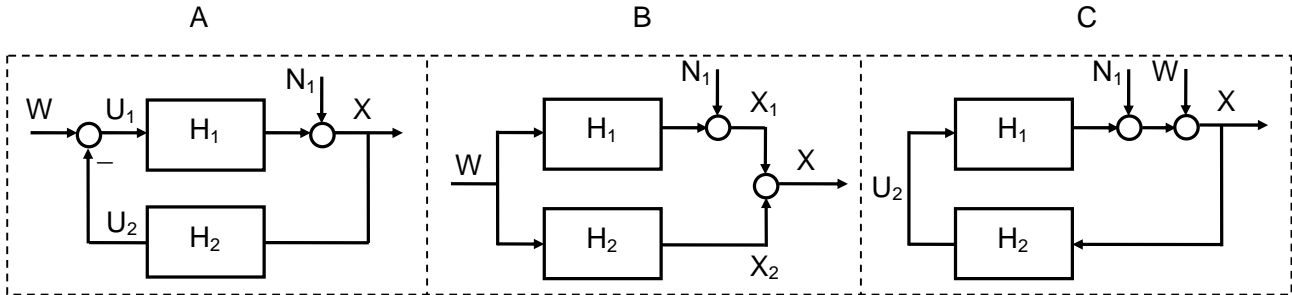 A
W
U₁
H₁
N₁
X
–
U₂
H₂
B
W
H₁
N₁
X₁
X
H₂
X₂
C
H₁
N₁
W
X
U₂
H₂